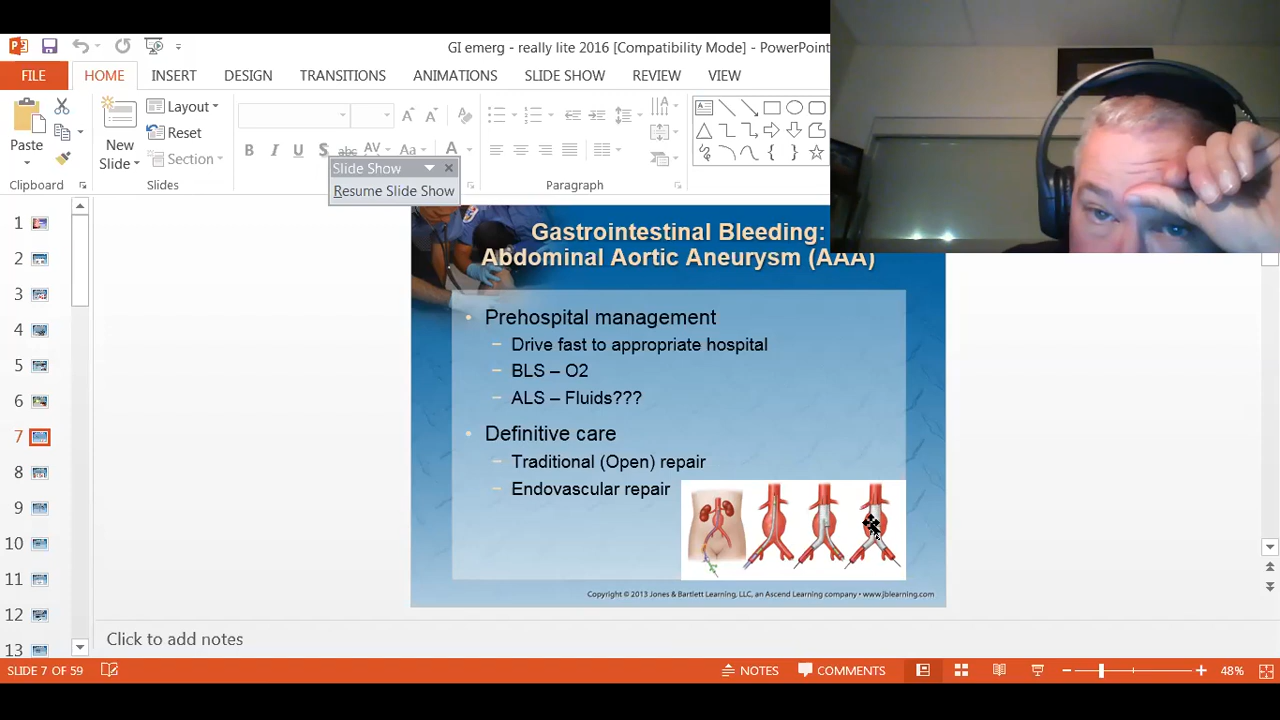 GI emerg - really lite 2016 [Compatibility Mode] - PowerPoint
FILE HOME INSERT DESIGN TRANSITIONS ANIMATIONS SLIDE SHOW REVIEW VIEW
Paste
Clipboard
New
Slide
Layout
Reset
Section
Slides
B I U S abc AV Aa A
Paragraph
Slide Show
Resume Slide Show
1
2
3
4
5
6
7
8
9
10
11
12
13
Gastrointestinal Bleeding:
Abdominal Aortic Aneurysm (AAA)
• Prehospital management
– Drive fast to appropriate hospital
– BLS – O2
– ALS – Fluids???
• Definitive care
– Traditional (Open) repair
– Endovascular repair
Copyright © 2013 Jones & Bartlett Learning, LLC, an Ascend Learning company • www.jblearning.com
Click to add notes
SLIDE 7 OF 59
NOTES
COMMENTS
48%